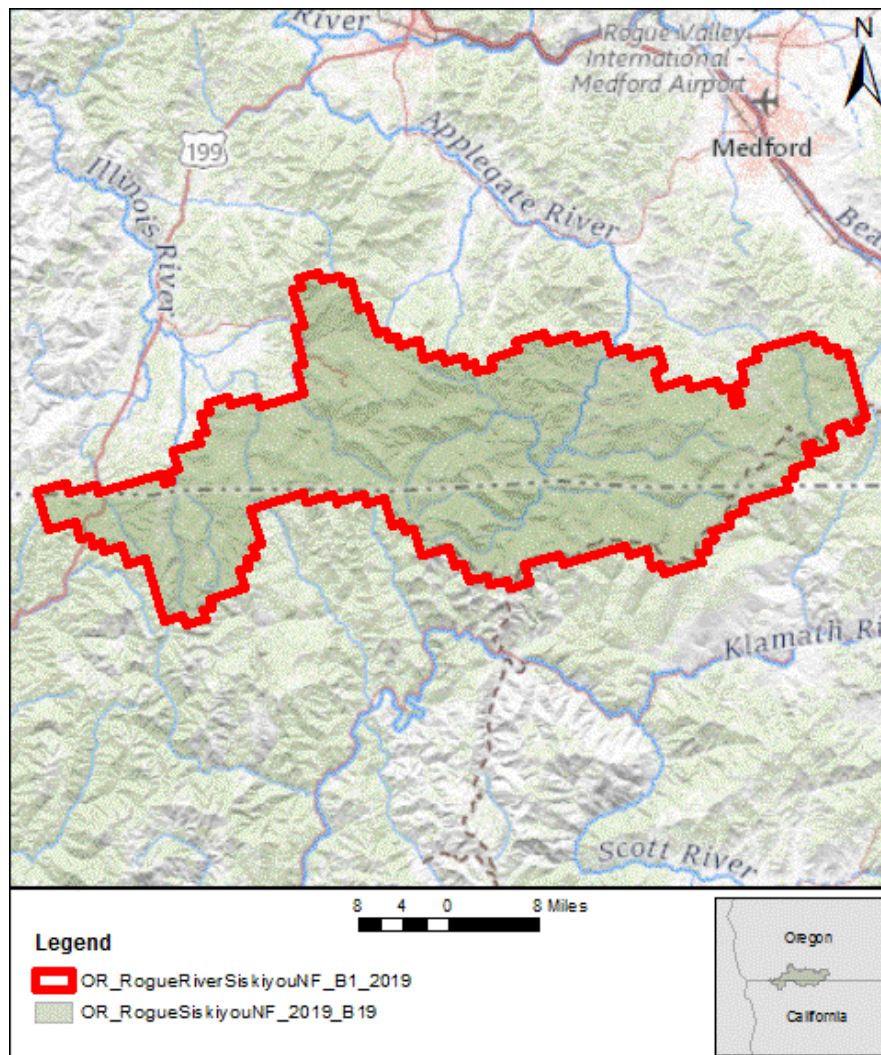 River
Rogue Valley
International -
Medford Airport
N
199
Applegate River
Medford
Illinois River
Bea
Klamath Ri
Scott River
8 4 0 8 Miles
Legend
OR_RogueRiverSiskiyouNF_B1_2019
OR_RogueSiskiyouNF_2019_B19
Oregon
California